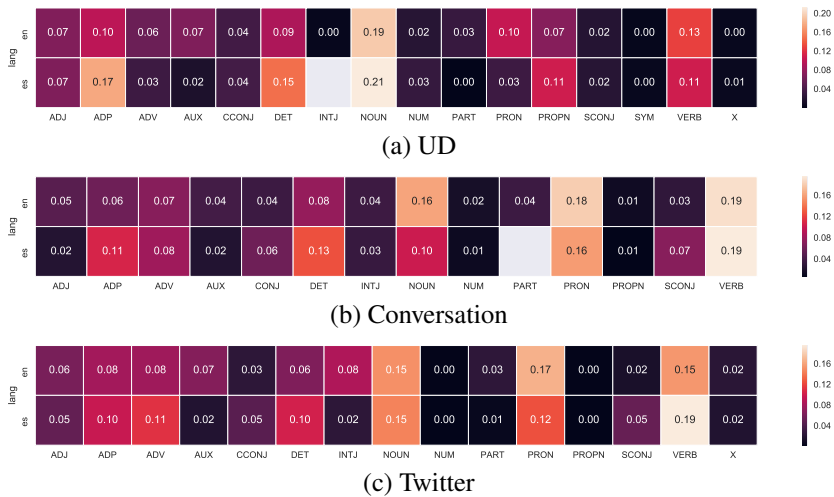 0.07 0.10 0.06 0.07 0.04 0.09 0.00 0.19 0.02 0.03 0.10 0.07 0.02 0.00 0.13 0.00
0.07 0.17 0.03 0.02 0.04 0.15 0.21 0.03 0.00 0.03 0.11 0.02 0.00 0.11 0.01
lang
en
es
ADJ ADP ADV AUX CCONJ DET INTJ NOUN NUM PART PRON PROPN SCONJ SYM VERB X
0.20
0.16
0.12
0.08
0.04
(a) UD
0.05 0.06 0.07 0.04 0.04 0.08 0.04 0.16 0.02 0.04 0.18 0.01 0.03 0.19
0.02 0.11 0.08 0.02 0.06 0.13 0.03 0.10 0.01 0.16 0.01 0.07 0.19
lang
en
es
ADJ ADP ADV AUX CONJ DET INTJ NOUN NUM PART PRON PROPN SCONJ VERB
0.16
0.12
0.08
0.04
(b) Conversation
0.06 0.08 0.08 0.07 0.03 0.06 0.08 0.15 0.00 0.03 0.17 0.00 0.02 0.15 0.02
0.05 0.10 0.11 0.02 0.05 0.10 0.02 0.15 0.00 0.01 0.12 0.00 0.05 0.19 0.02
lang
en
es
ADJ ADP ADV AUX CCONJ DET INTJ NOUN NUM PART PRON PROPN SCONJ VERB X
0.16
0.12
0.08
0.04
(c) Twitter